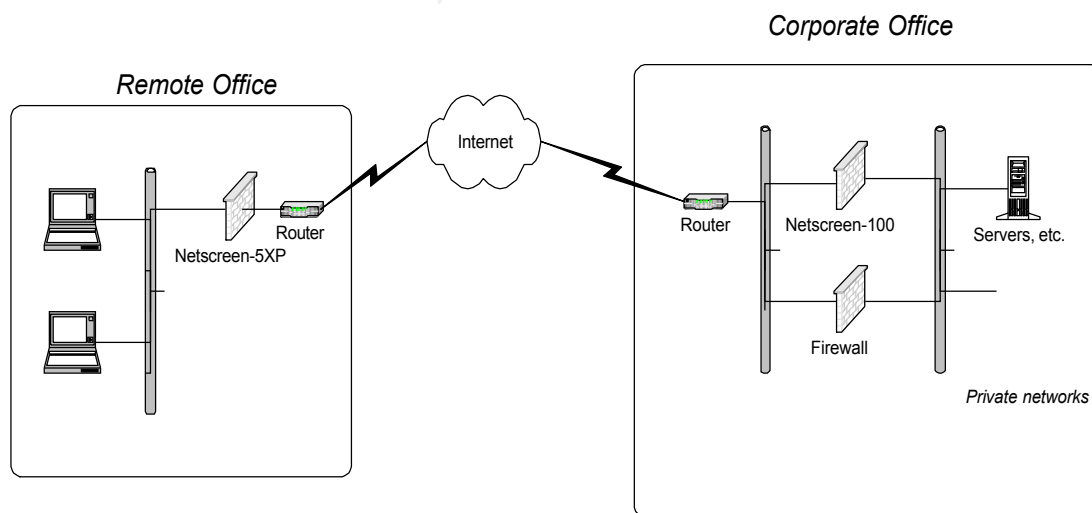 Corporate Office
Remote Office
Internet
Router
Netscreen-5XP
Router
Netscreen-100
Servers, etc.
Firewall
Private networks